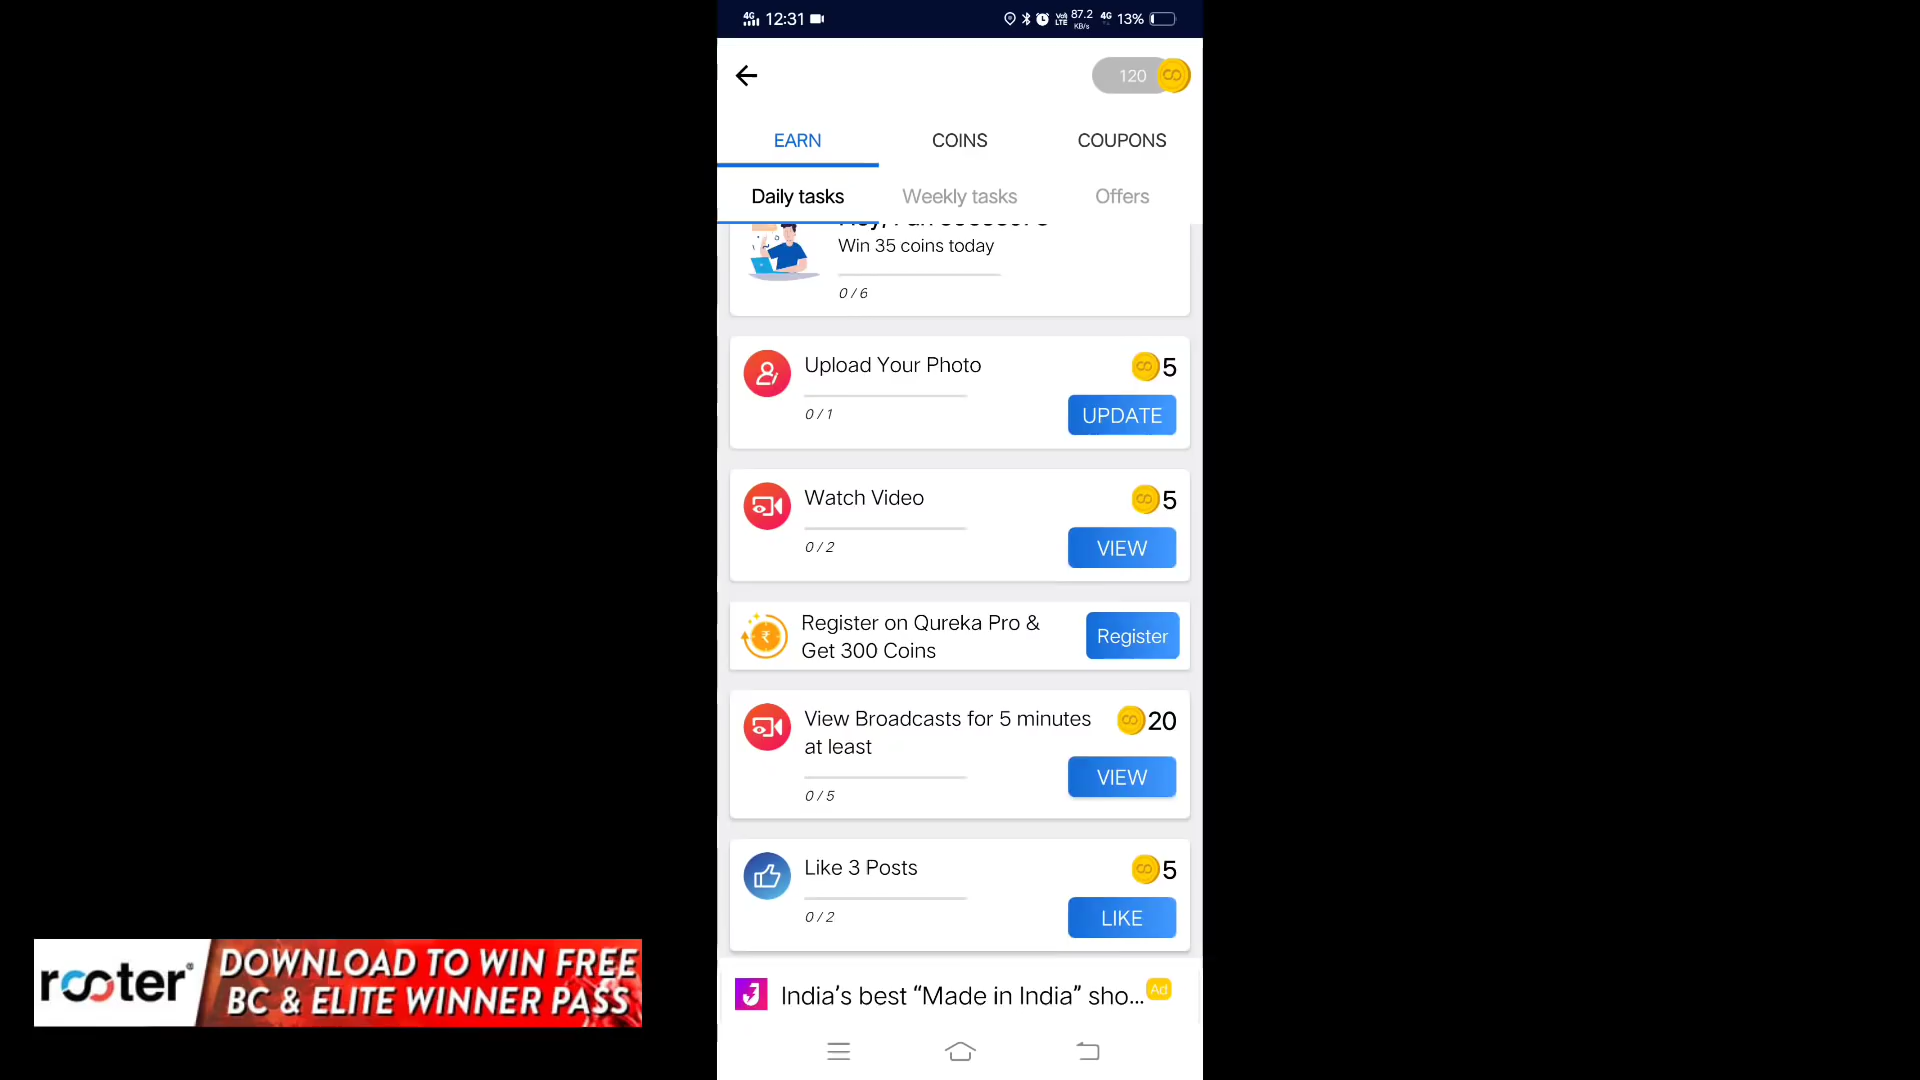 4G 12:31 VoLTE 87.2 KB/s 4G 13%
120
EARN COINS COUPONS
Daily tasks Weekly tasks Offers
Win 35 coins today
0 / 6
Upload Your Photo 5
0 / 1 UPDATE
Watch Video 5
0 / 2 VIEW
Register on Qureka Pro &
Get 300 Coins
Register
View Broadcasts for 5 minutes 20
at least
0 / 5 VIEW
Like 3 Posts 5
0 / 2 LIKE
India's best “Made in India” sho... Ad
rooter®
DOWNLOAD TO WIN FREE
BC & ELITE WINNER PASS